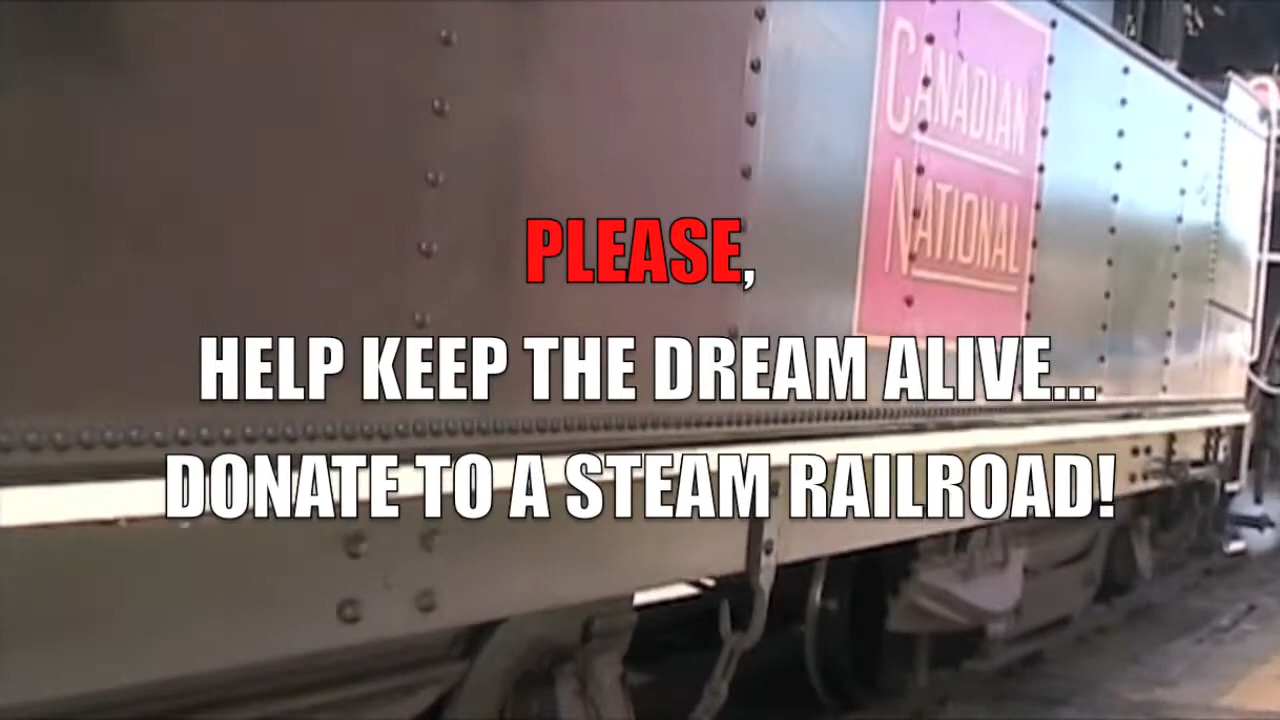 CANADIAN
NATIONAL
PLEASE,
HELP KEEP THE DREAM ALIVE...
DONATE TO A STEAM RAILROAD!